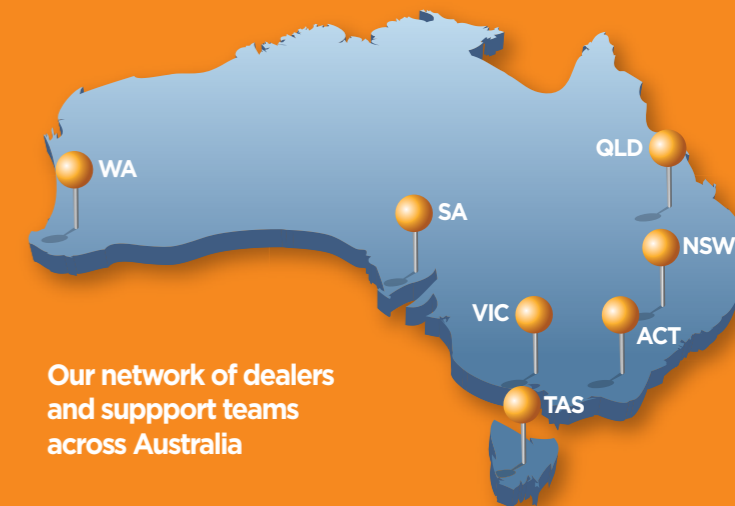 QLD
WA
SA
NSW
VIC
ACT
TAS
Our network of dealers
and suppport teams
across Australia